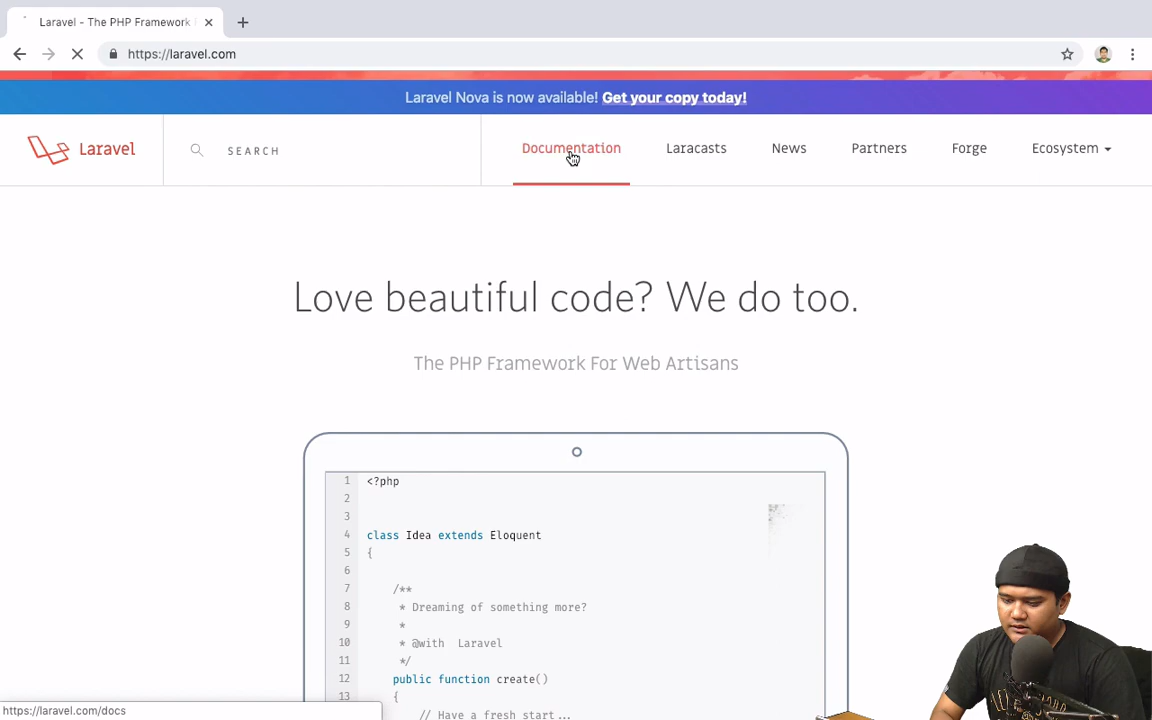 Laravel - The PHP Framework
https://laravel.com
Laravel Nova is now available! Get your copy today!
Laravel
SEARCH
Documentation
Laracasts
News
Partners
Forge
Ecosystem
Love beautiful code? We do too.
The PHP Framework For Web Artisans
1 <?php
2
3
4 class Idea extends Eloquent
5 {
6
7 /**
8 * Dreaming of something more?
9 *
10 * @with Laravel
11 */
12 public function create()
13 {
// Have a fresh start...
https://laravel.com/docs